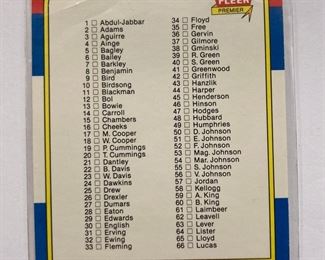 FLEER
PREMIER
1 ☐ Abdul-Jabbar
2 ☐ Adams
3 ☐ Aguirre
4 ☐ Ainge
5 ☐ Bagley
6 ☐ Bailey
7 ☐ Barkley
8 ☐ Benjamin
9 ☐ Bird
10 ☐ Birdsong
11 ☐ Blackman
12 ☐ Bol
13 ☐ Bowie
14 ☐ Carroll
15 ☐ Chambers
16 ☐ Cheeks
17 ☐ M. Cooper
18 ☐ W. Cooper
19 ☐ P. Cummings
20 ☐ T. Cummings
21 ☐ Dantley
22 ☐ B. Davis
23 ☐ W. Davis
24 ☐ Dawkins
25 ☐ Drew
26 ☐ Drexler
27 ☐ Dumars
28 ☐ Eaton
29 ☐ Edwards
30 ☐ English
31 ☐ Erving
32 ☐ Ewing
33 ☐ Fleming
34 ☐ Floyd
35 ☐ Free
36 ☐ Gervin
37 ☐ Gilmore
38 ☐ Gminski
39 ☐ R. Green
40 ☐ S. Green
41 ☐ Greenwood
42 ☐ Griffith
43 ☐ Hanzlik
44 ☐ Harper
45 ☐ Henderson
46 ☐ Hinson
47 ☐ Hodges
48 ☐ Hubbard
49 ☐ Humphries
50 ☐ D. Johnson
51 ☐ E. Johnson
52 ☐ F. Johnson
53 ☐ Mag. Johnson
54 ☐ Mar. Johnson
55 ☐ S. Johnson
56 ☐ V. Johnson
57 ☐ Jordan
58 ☐ Kellogg
59 ☐ A. King
60 ☐ B. King
61 ☐ Laimbeer
62 ☐ Leavell
63 ☐ Lever
64 ☐ Lister
65 ☐ Lloyd
66 ☐ Lucas